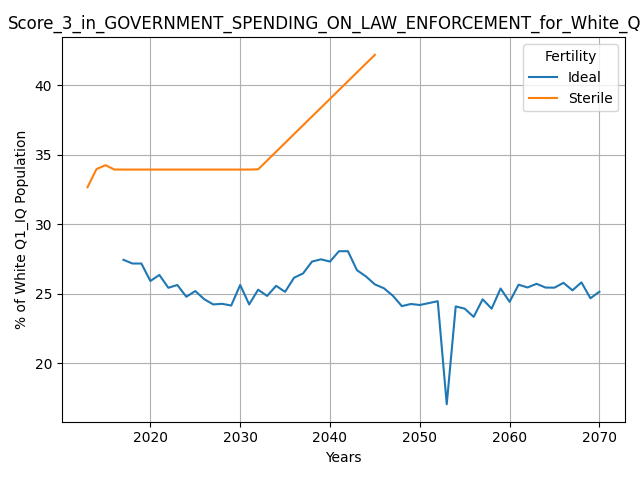 Score_3_in_GOVERNMENT_SPENDING_ON_LAW_ENFORCEMENT_for_White_Q
Fertility
Ideal
Sterile
% of White Q1_IQ Population
40
35
30
25
20
2020 2030 2040 2050 2060 2070
Years